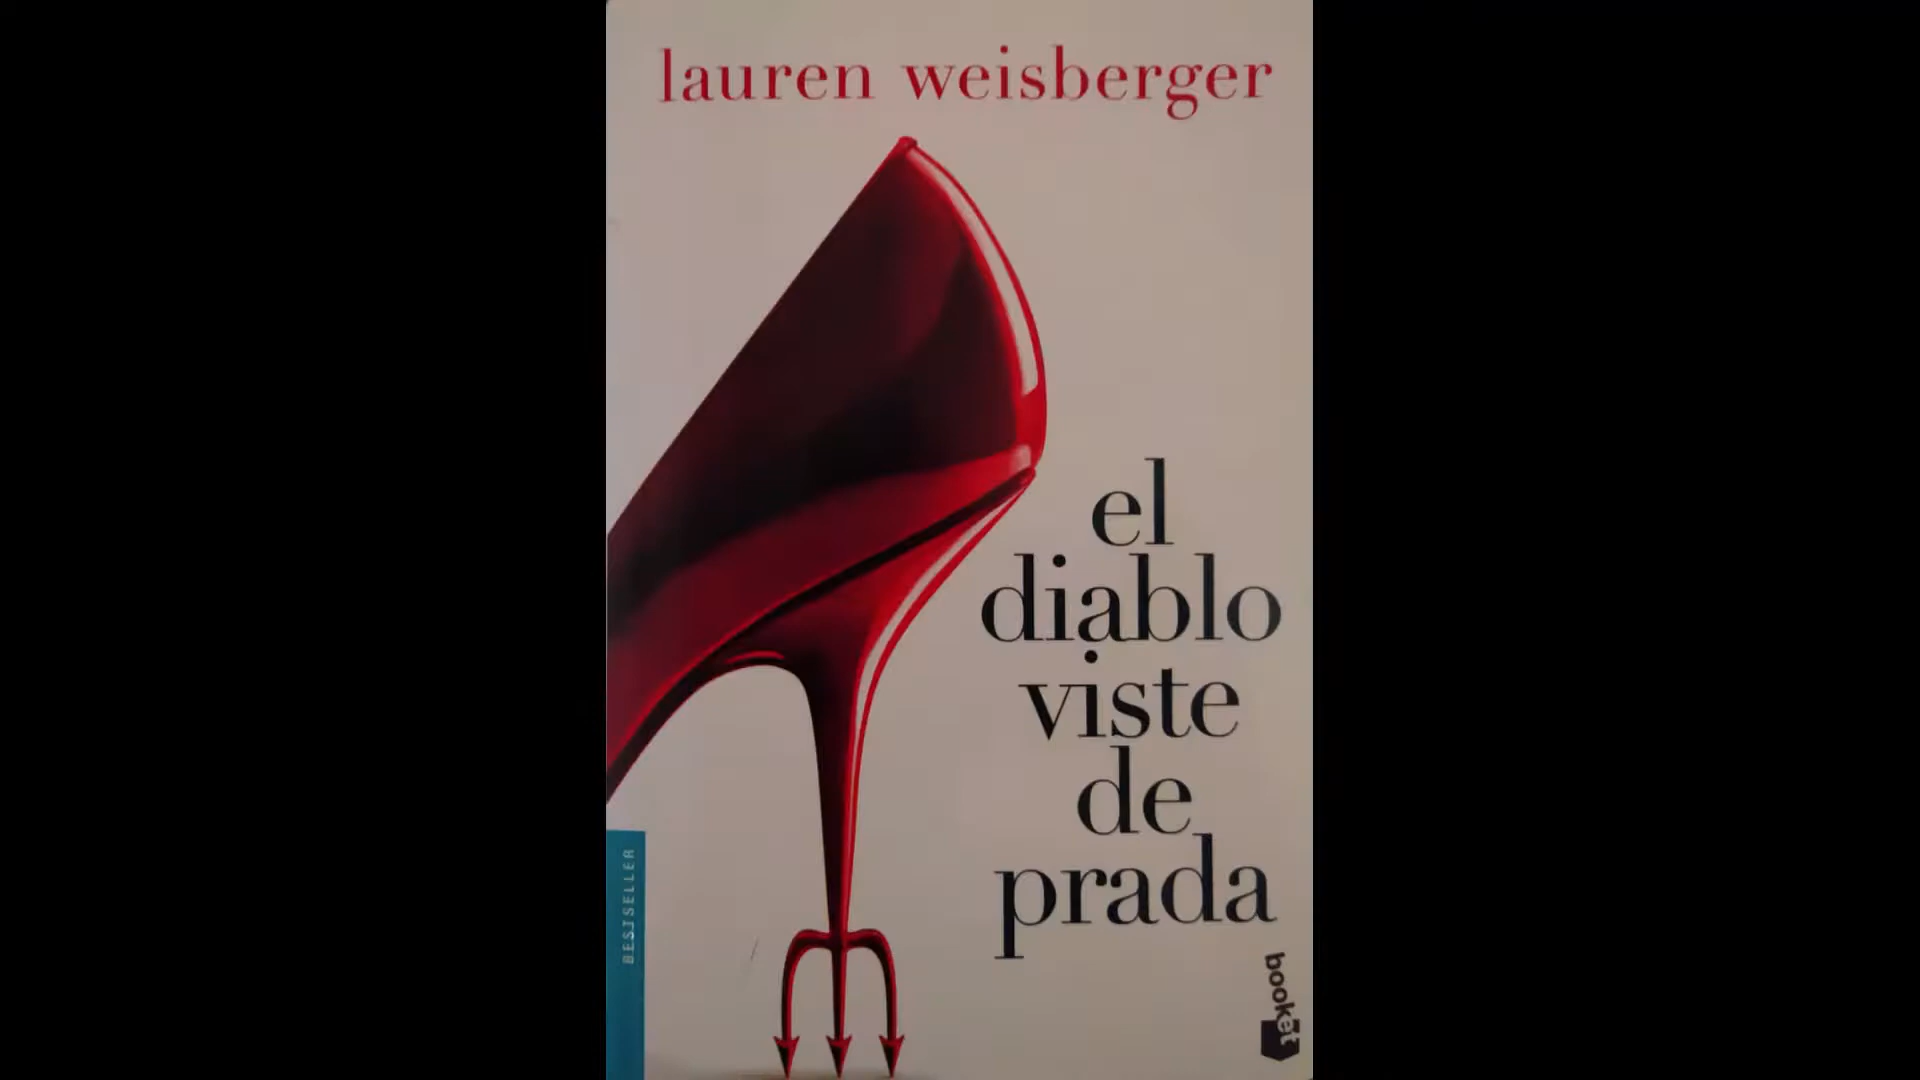 lauren weisberger
el
diablo
viste
de
prada
BESTSELLER
booket